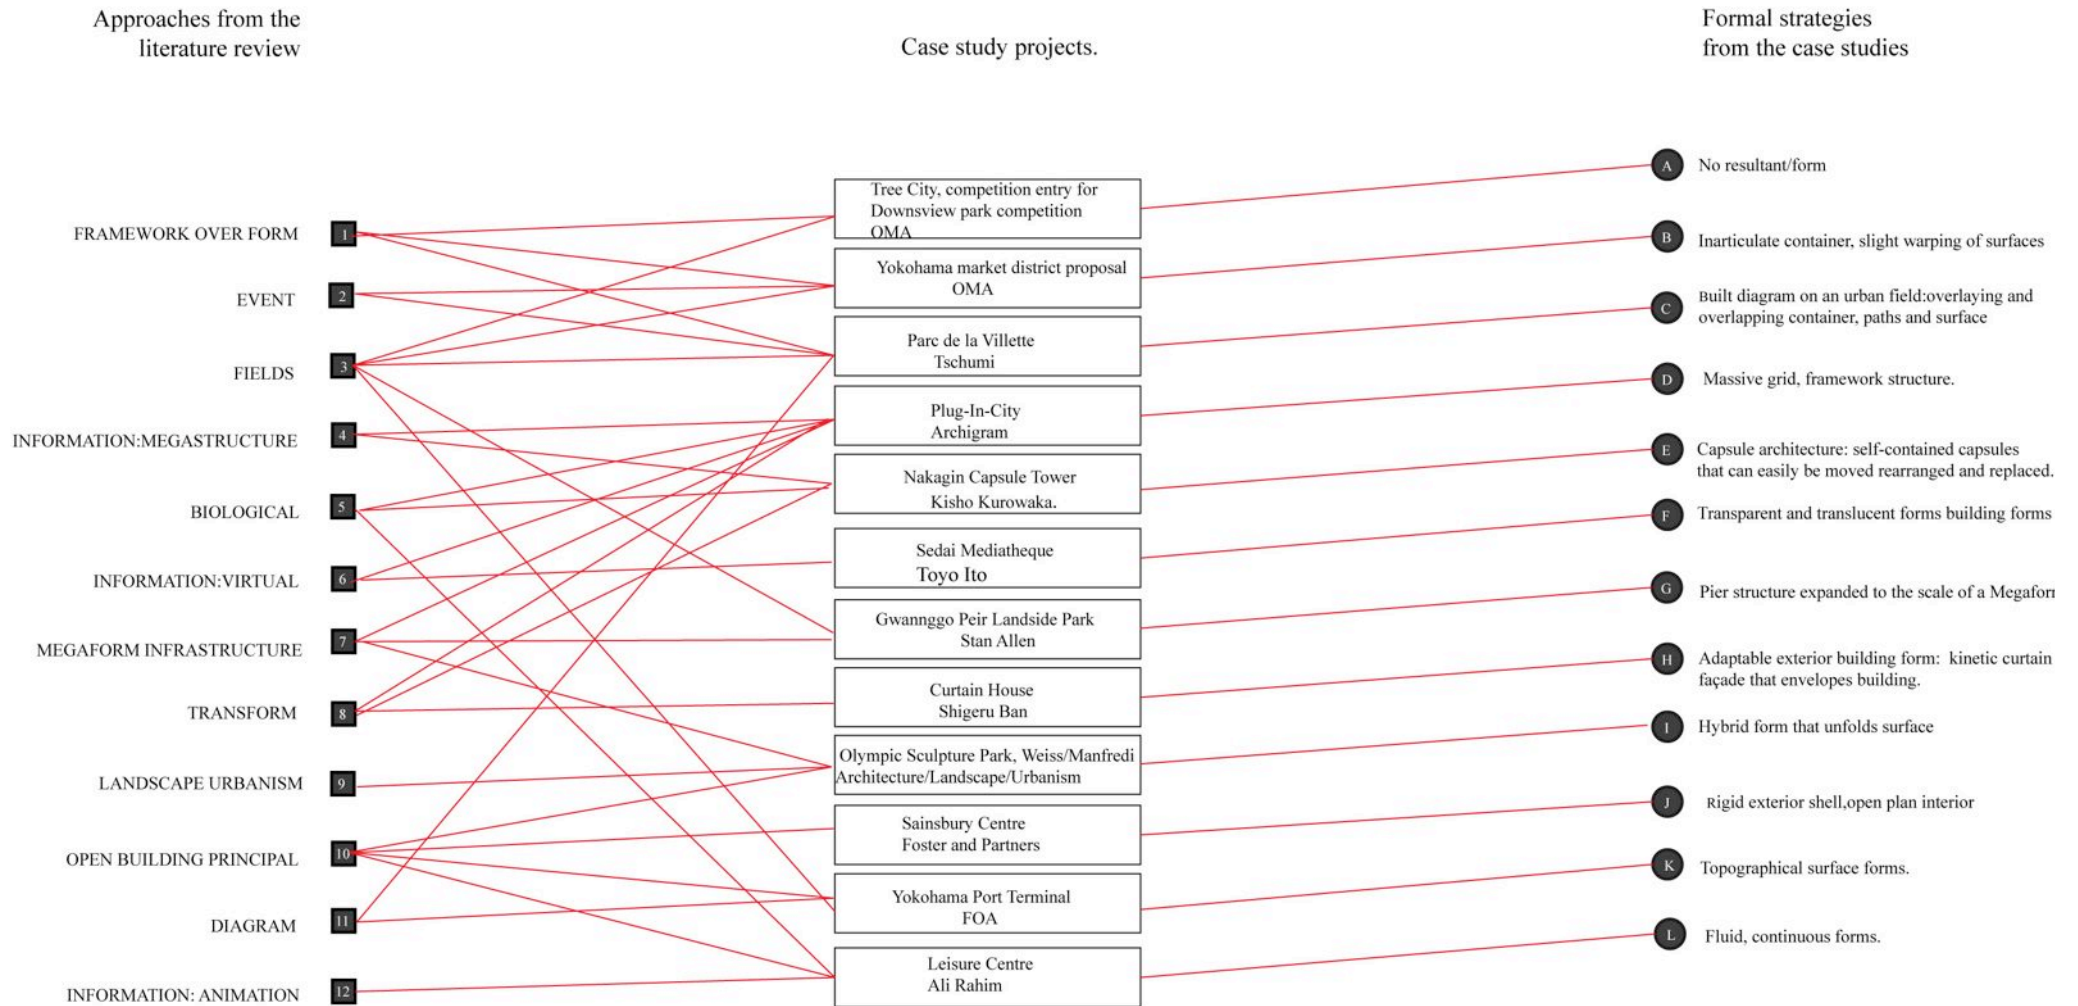 Approaches from the
literature review
Case study projects.
Formal strategies
from the case studies
FRAMEWORK OVER FORM
1
EVENT
2
FIELDS
3
INFORMATION:MEGASTRUCTURE
4
BIOLOGICAL
5
INFORMATION:VIRTUAL
6
MEGAFORM INFRASTRUCTURE
7
TRANSFORM
8
LANDSCAPE URBANISM
9
OPEN BUILDING PRINCIPAL
10
DIAGRAM
11
INFORMATION: ANIMATION
12
Tree City, competition entry for
Downsview park competition
OMA
Yokohama market district proposal
OMA
Parc de la Villette
Tschumi
Plug-In-City
Archigram
Nakagin Capsule Tower
Kisho Kurowaka.
Sedai Mediatheque
Toyo Ito
Gwannggo Peir Landside Park
Stan Allen
Curtain House
Shigeru Ban
Olympic Sculpture Park, Weiss/Manfredi
Architecture/Landscape/Urbanism
Sainsbury Centre
Foster and Partners
Yokohama Port Terminal
FOA
Leisure Centre
Ali Rahim
A
No resultant/form
B
Inarticulate container, slight warping of surfaces
C
Built diagram on an urban field:overlaying and
overlapping container, paths and surface
D
Massive grid, framework structure.
E
Capsule architecture: self-contained capsules
that can easily be moved rearranged and replaced.
F
Transparent and translucent forms building forms
G
Pier structure expanded to the scale of a
H
Adaptable exterior building form: kinetic curtain
façade that envelopes building.
I
Hybrid form that unfolds surface
J
Rigid exterior shell,open plan interior
K
Topographical surface forms.
L
Fluid, continuous forms.